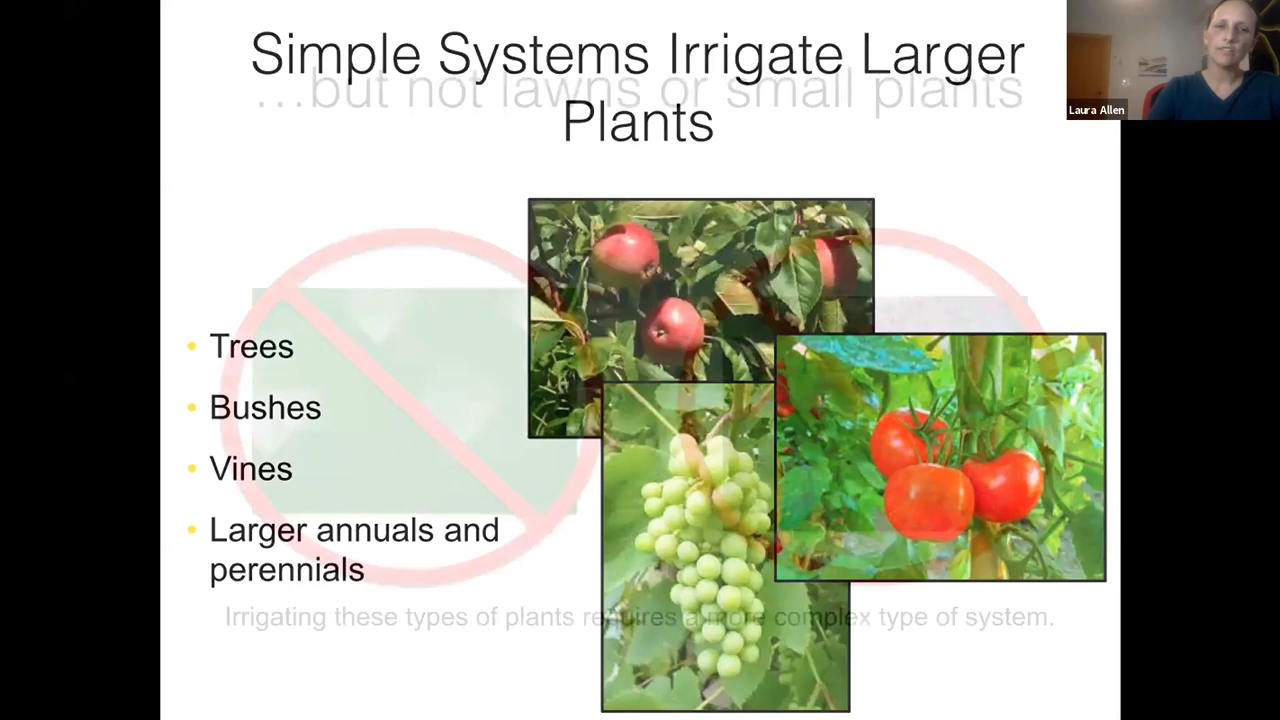 Simple Systems Irrigate Larger
…but not lawns or small plants
Plants
Laura Allen
• Trees
• Bushes
• Vines
• Larger annuals and
perennials
Irrigating these types of plants requires a more complex type of system.